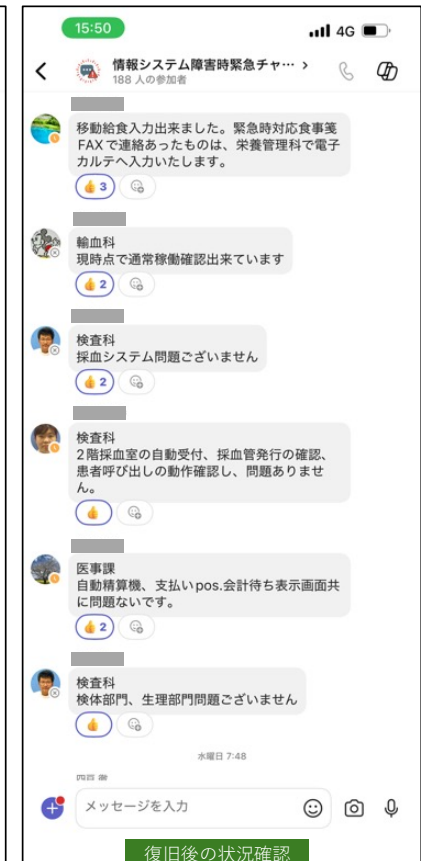 15:50
4G
情報システム障害時緊急チャ… ›
188 人の参加者
移動給食入力出来ました。緊急時対応食事箋
FAXで連絡あったものは、栄養管理科で電子
カルテへ入力いたします。
👍 3
輸血科
現時点で通常稼働確認出来ています
👍 2
検査科
採血システム問題ございません
👍 2
検査科
2階採血室の自動受付、採血管発行の確認、
患者呼び出しの動作確認し、問題ありませ
ん。
👍
医事課
自動精算機、支払いpos.会計待ち表示画面共
に問題ないです。
👍 2
検査科
検体部門、生理部門問題ございません
👍
水曜日 7:48
メッセージを入力
復旧後の状況確認